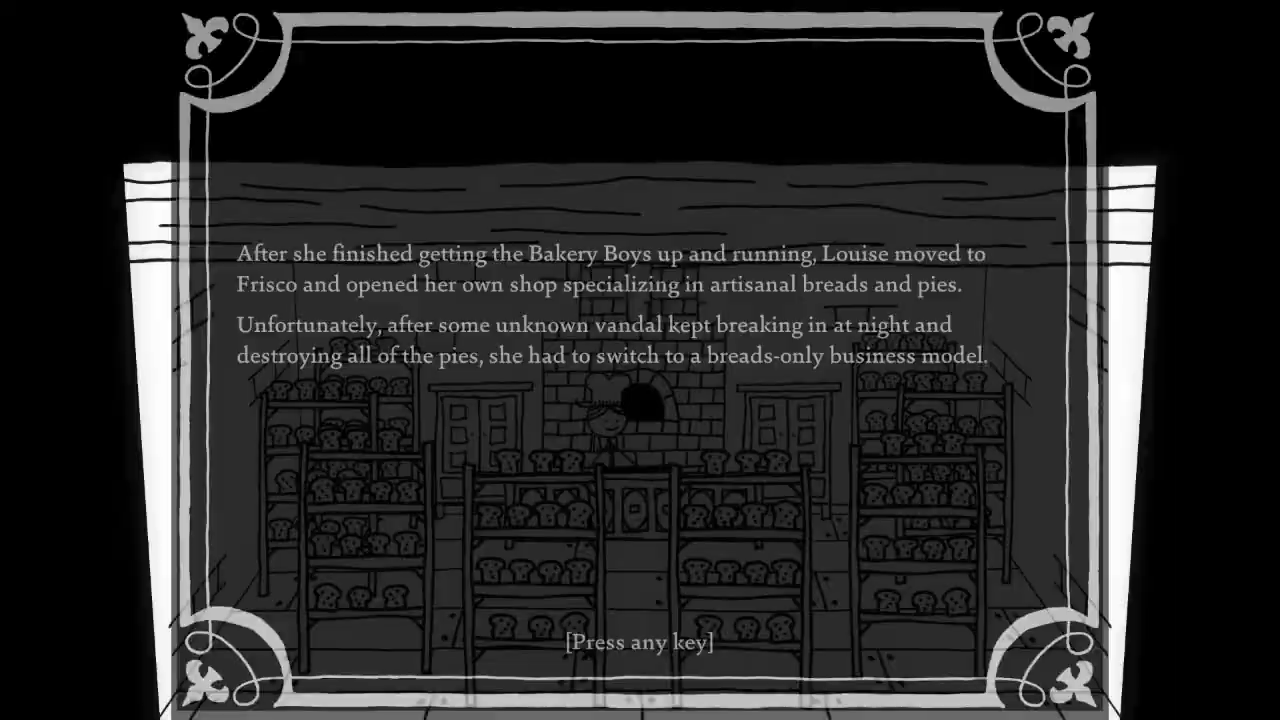 After she finished getting the Bakery Boys up and running, Louise moved to
Frisco and opened her own shop specializing in artisanal breads and pies.
Unfortunately, after some unknown vandal kept breaking in at night and
destroying all of the pies, she had to switch to a breads-only business model.
[Press any key]